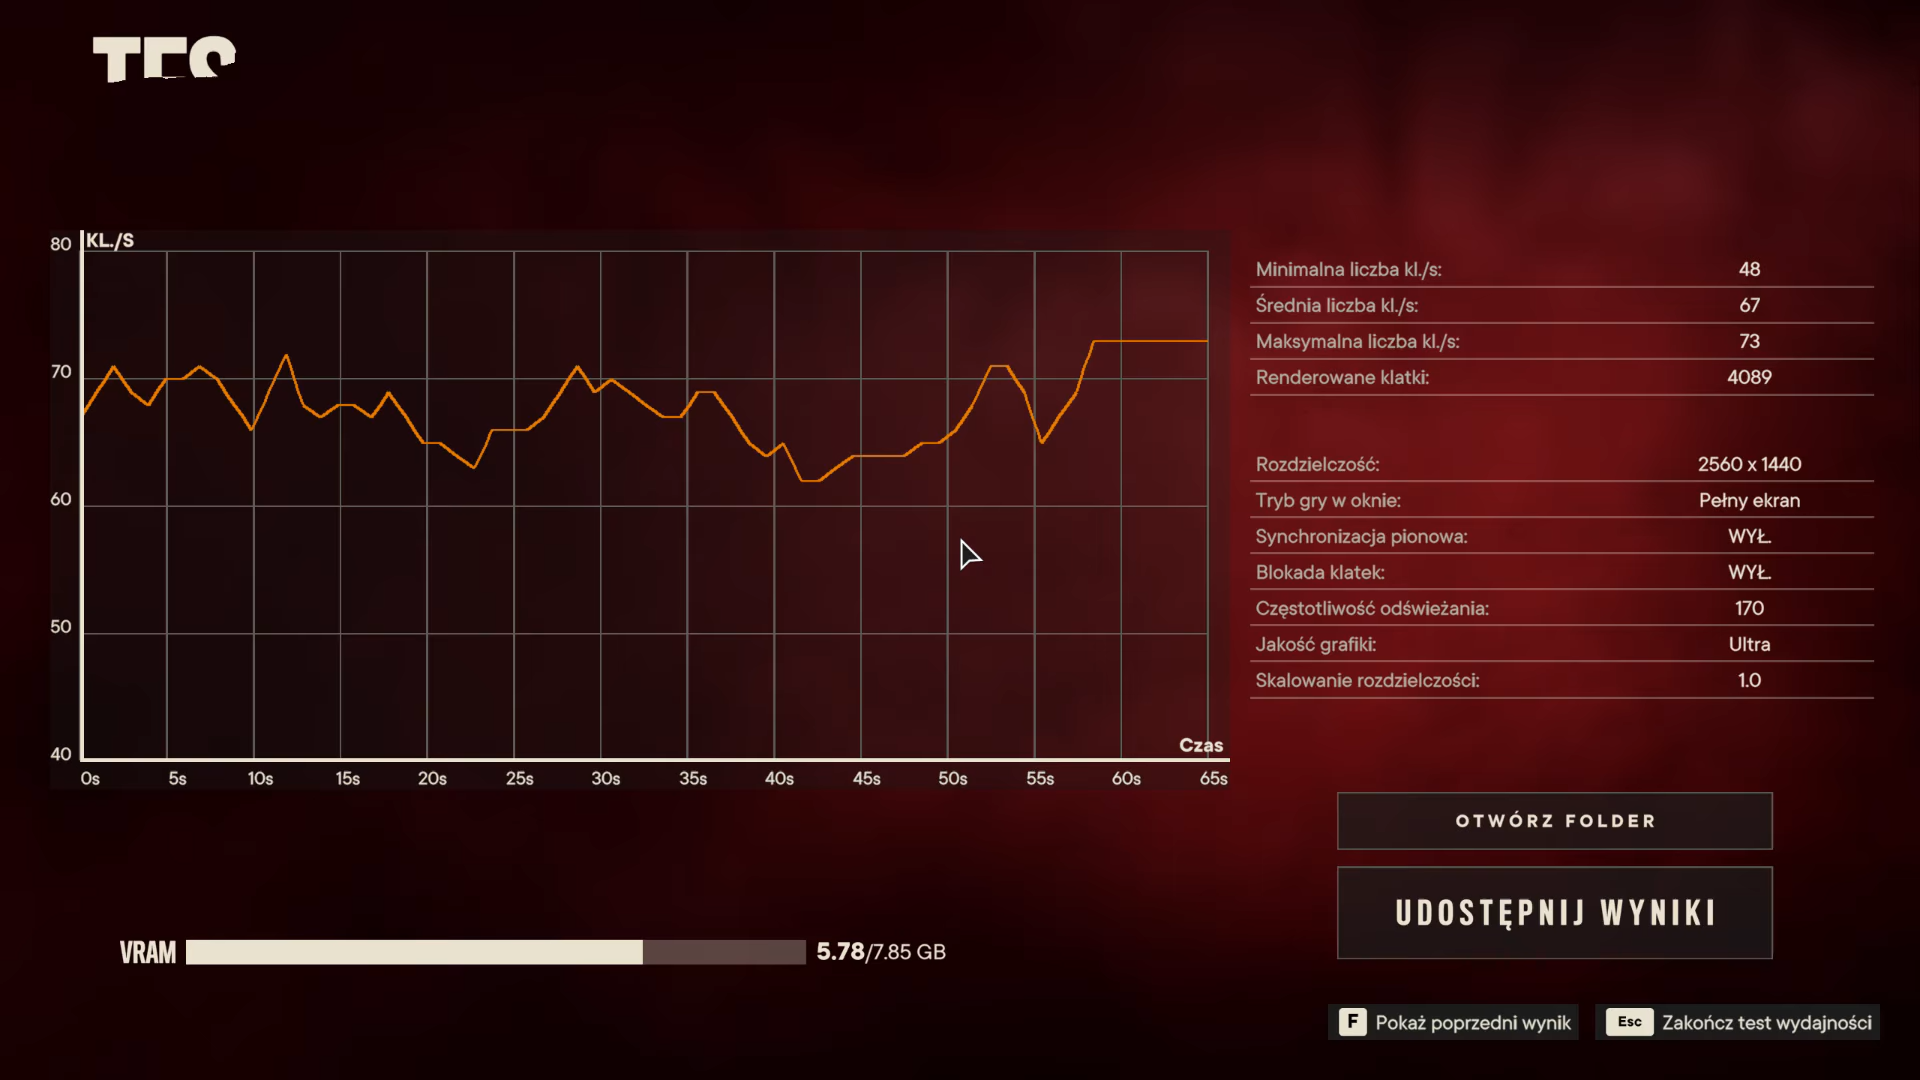 80 KL./S
70
60
50
40
Czas
0s 5s 10s 15s 20s 25s 30s 35s 40s 45s 50s 55s 60s 65s
VRAM 5.78/7.85 GB
Minimalna liczba kl./s: 48
Średnia liczba kl./s: 67
Maksymalna liczba kl./s: 73
Renderowane klatki: 4089
Rozdzielczość: 2560 x 1440
Tryb gry w oknie: Pełny ekran
Synchronizacja pionowa: WYŁ.
Blokada klatek: WYŁ.
Częstotliwość odświeżania: 170
Jakość grafiki: Ultra
Skalowanie rozdzielczości: 1.0
OTWÓRZ FOLDER
UDOSTĘPNIJ WYNIKI
F Pokaż poprzedni wynik
Esc Zakończ test wydajności